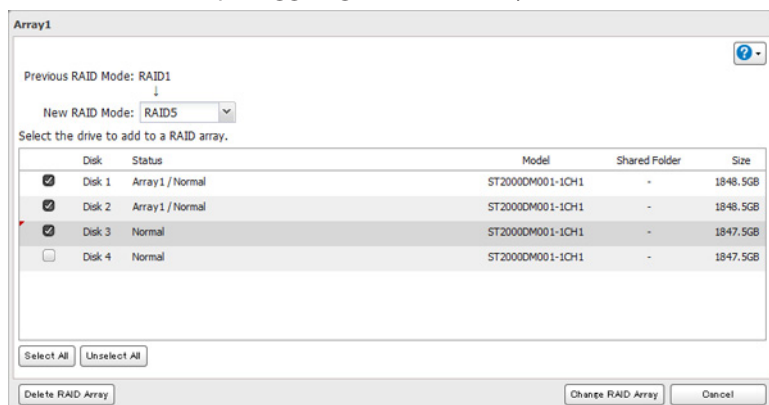 Array1
?
Previous RAID Mode: RAID1
↓
New RAID Mode: RAID5
Select the drive to add to a RAID array.
Disk Status Model Shared Folder Size
Disk 1 Array1 / Normal ST2000DM001-1CH1 - 1848.5GB
Disk 2 Array1 / Normal ST2000DM001-1CH1 - 1848.5GB
Disk 3 Normal ST2000DM001-1CH1 - 1847.5GB
Disk 4 Normal ST2000DM001-1CH1 - 1847.5GB
Select All Unselect All
Delete RAID Array Change RAID Array Cancel